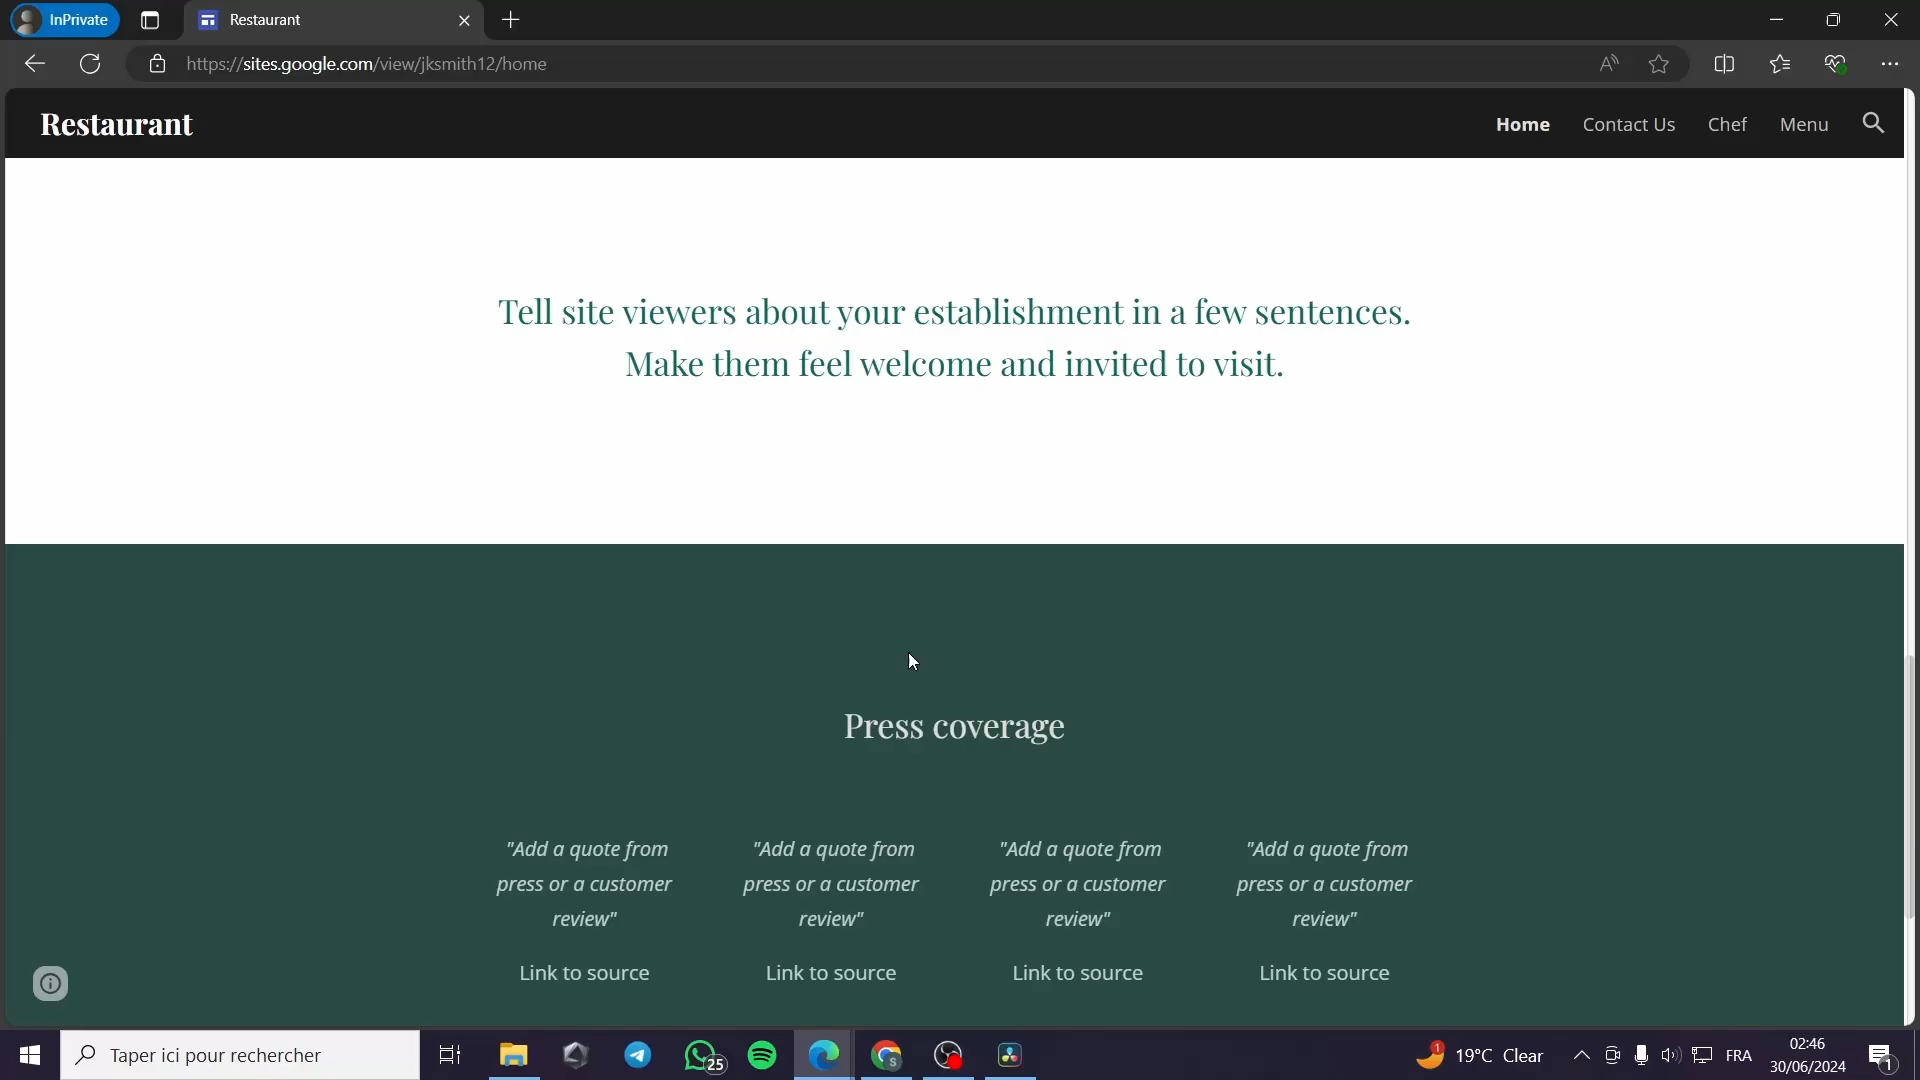 InPrivate
Restaurant
https://sites.google.com/view/jksmith12/home
Restaurant
Home Contact Us Chef Menu
Tell site viewers about your establishment in a few sentences.
Make them feel welcome and invited to visit.
Press coverage
"Add a quote from "Add a quote from "Add a quote from "Add a quote from
press or a customer press or a customer press or a customer press or a customer
review" review" review" review"
Link to source Link to source Link to source Link to source
Taper ici pour rechercher
25
S
1
19°C Clear
FRA
02:46
30/06/2024
1